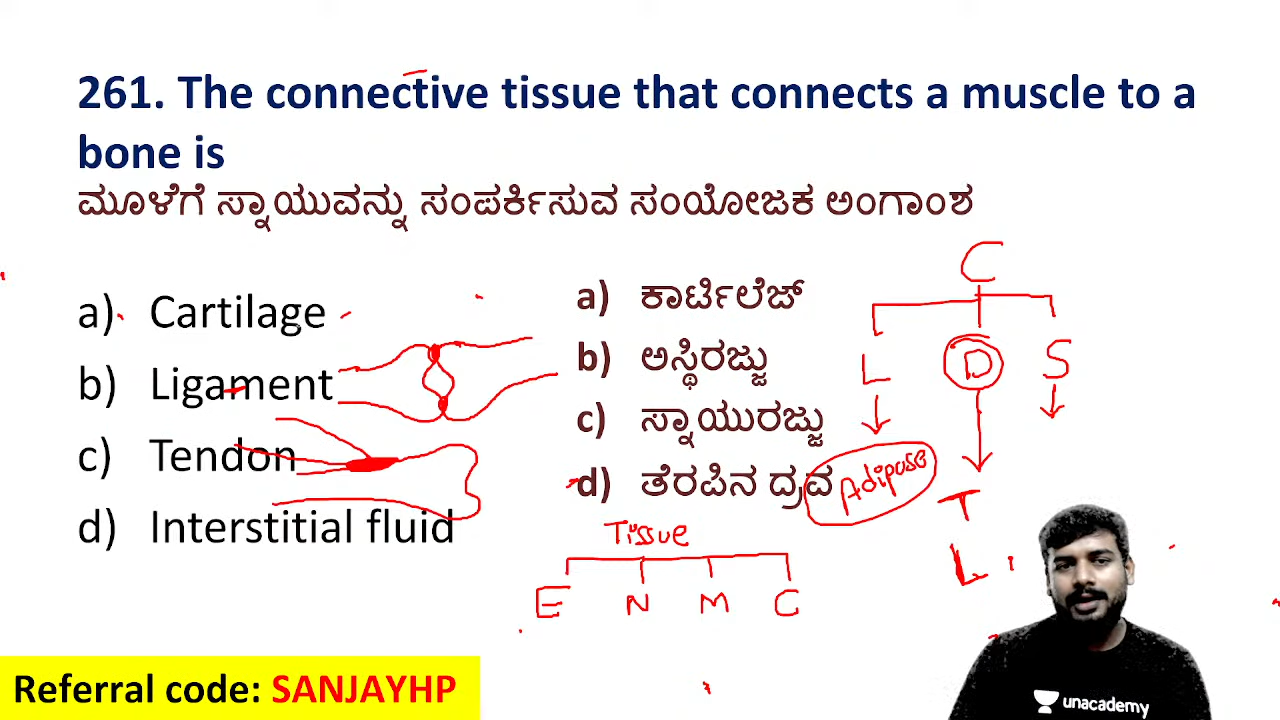 261. The connective tissue that connects a muscle to a
bone is
ಮೂಳೆಗೆ ಸ್ನಾಯುವನ್ನು ಸಂಪರ್ಕಿಸುವ ಸಂಯೋಜಕ ಅಂಗಾಂಶ
a) Cartilage
b) Ligament
c) Tendon
d) Interstitial fluid
a) ಕಾರ್ಟಿಲೆಜ್
b) ಅಸ್ಥಿರಜ್ಜು
c) ಸ್ನಾಯುರಜ್ಜು
d) ತೆರಪಿನ ದ್ರವ
C
L D S
Adipose
T
L
Tissue
E N M C
Referral code: SANJAYHP
unacademy